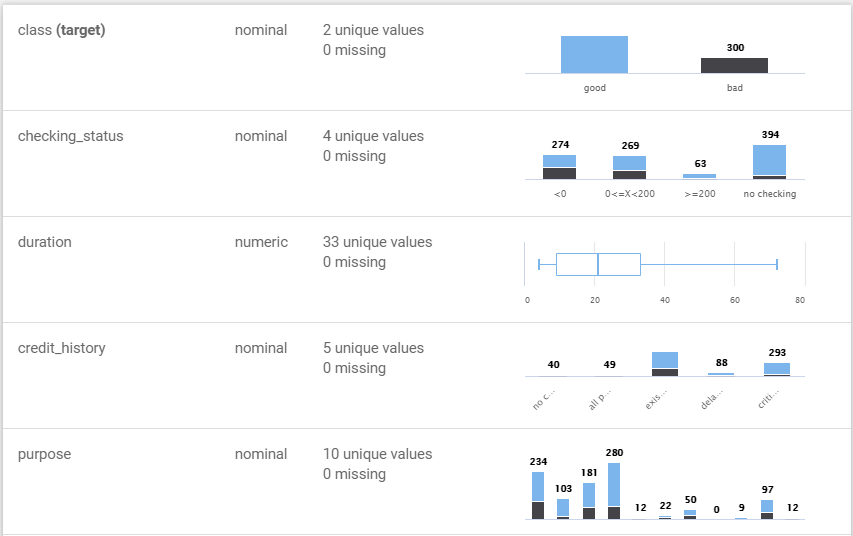 class (target) nominal 2 unique values
0 missing
300
good bad
checking_status nominal 4 unique values
0 missing
274 269 63 394
<0 0<=X<200 >=200 no checking
duration numeric 33 unique values
0 missing
0 20 40 60 80
credit_history nominal 5 unique values
0 missing
40 49 88 293
no c... all p... exis... dela... criti...
purpose nominal 10 unique values
0 missing
234 103 181 280 12 22 50 0 9 97 12